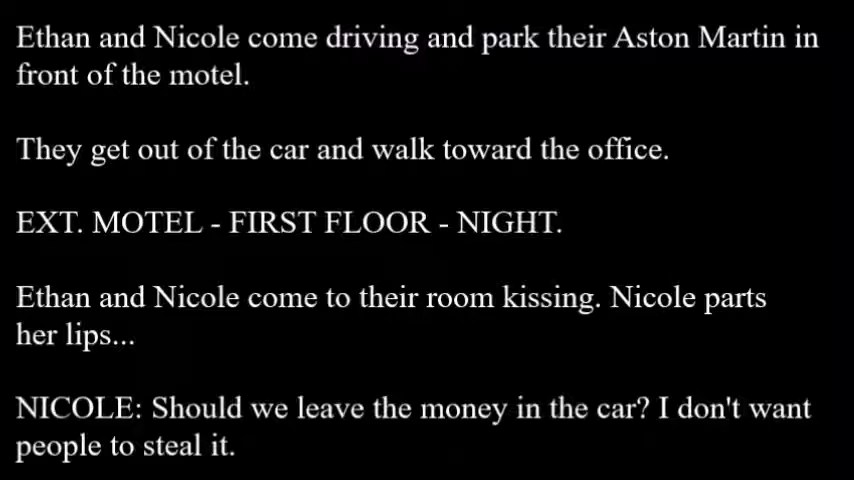 Ethan and Nicole come driving and park their Aston Martin in
front of the motel.
They get out of the car and walk toward the office.
EXT. MOTEL - FIRST FLOOR - NIGHT.
Ethan and Nicole come to their room kissing. Nicole parts
her lips...
NICOLE: Should we leave the money in the car? I don't want
people to steal it.